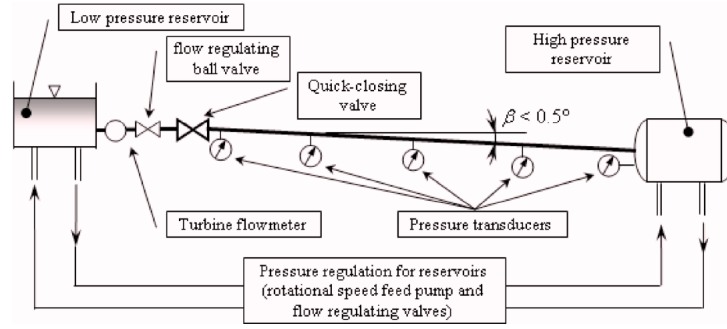 Low pressure reservoir
flow regulating
ball valve
Quick-closing
valve
High pressure
reservoir
β < 0.5°
Turbine flowmeter
Pressure transducers
Pressure regulation for reservoirs
(rotational speed feed pump and
flow regulating valves)